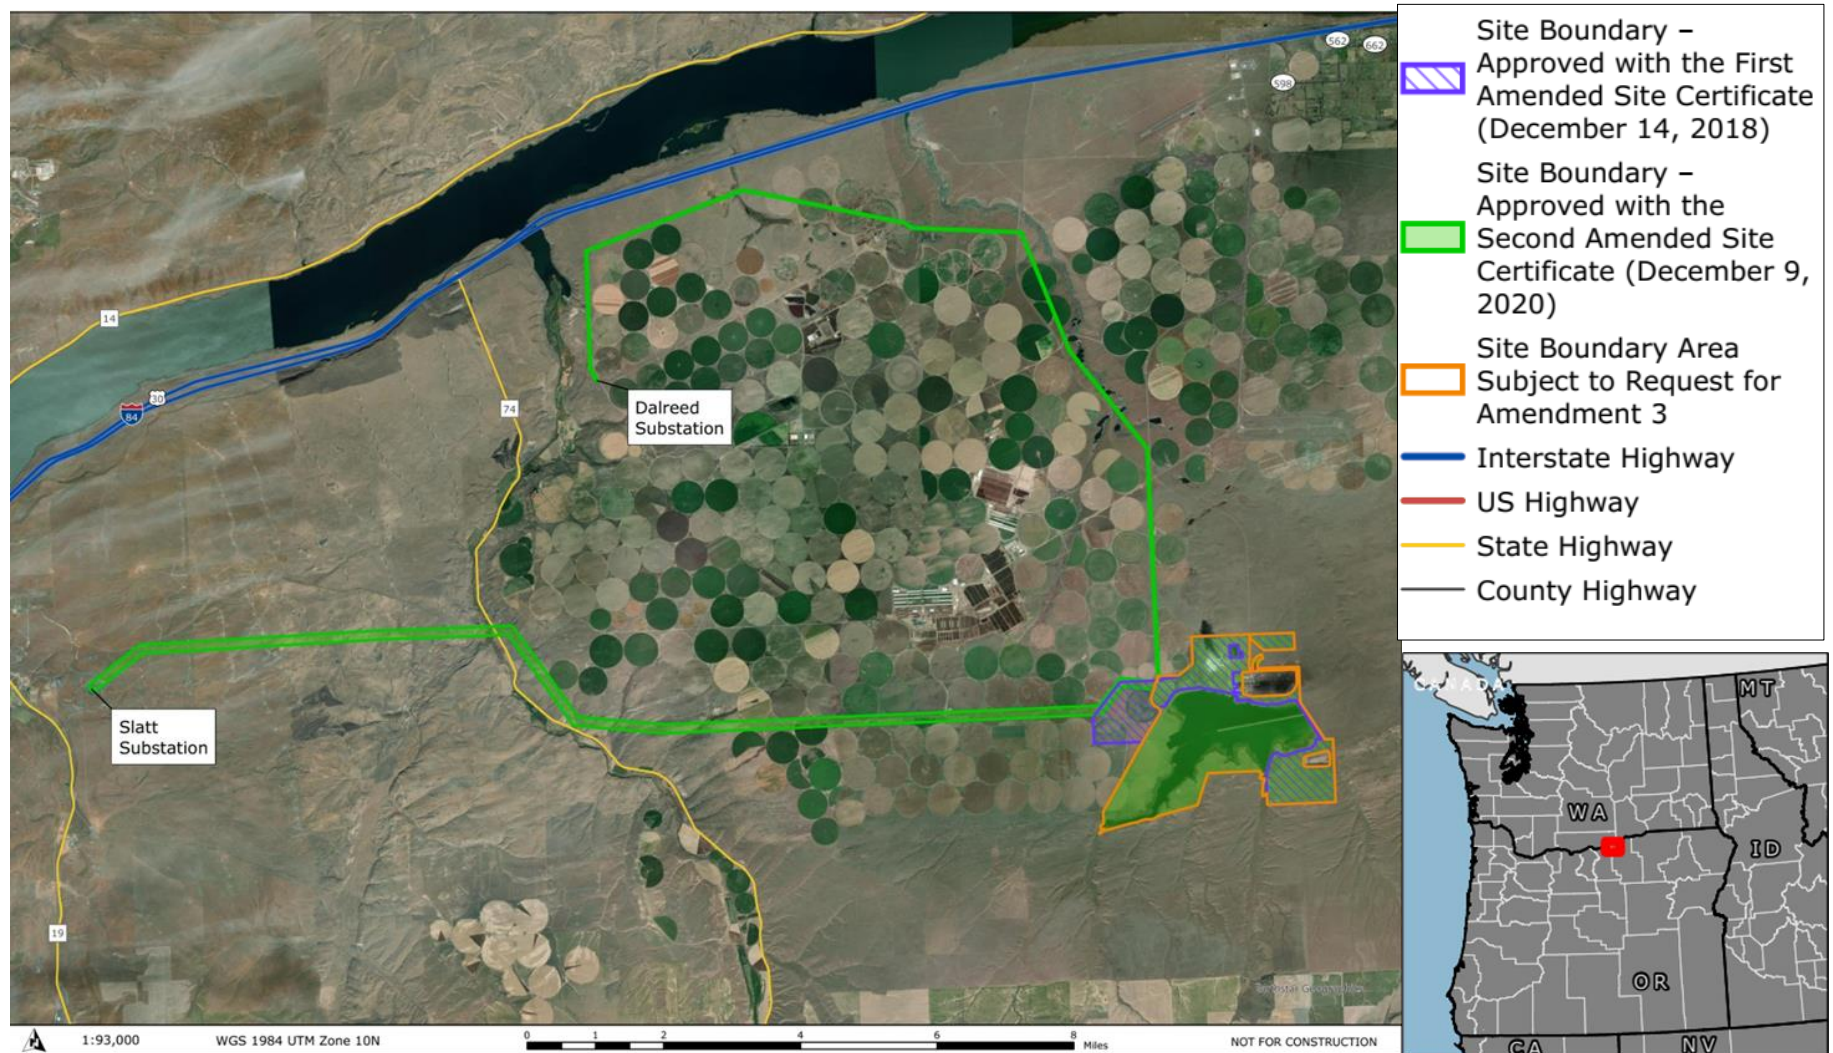 562
662
598
14
30
84
74
Dalreed
Substation
Slatt
Substation
19
Earthstar Geographics
1:93,000
WGS 1984 UTM Zone 10N
0
1
2
4
6
8
Miles
NOT FOR CONSTRUCTION
Site Boundary –
Approved with the First
Amended Site Certificate
(December 14, 2018)
Site Boundary –
Approved with the
Second Amended Site
Certificate (December 9,
2020)
Site Boundary Area
Subject to Request for
Amendment 3
Interstate Highway
US Highway
State Highway
County Highway
CANADA
MT
WA
ID
OR
CA
NV